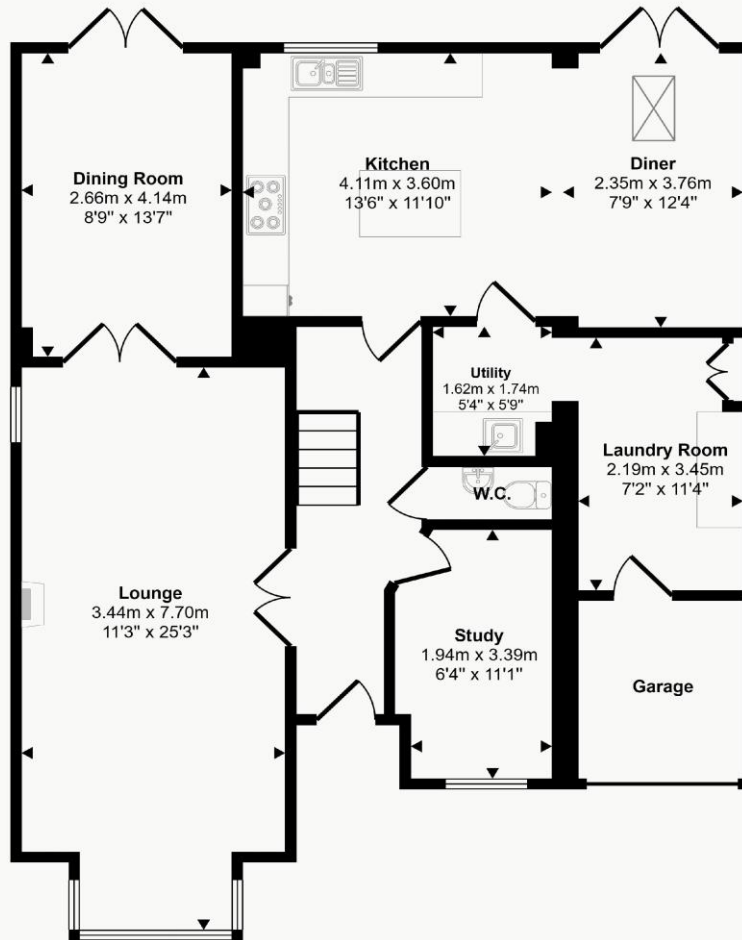 Dining Room
2.66m x 4.14m
8'9" x 13'7"
Kitchen
4.11m x 3.60m
13'6" x 11'10"
Diner
2.35m x 3.76m
7'9" x 12'4"
Utility
1.62m x 1.74m
5'4" x 5'9"
Laundry Room
2.19m x 3.45m
7'2" x 11'4"
W.C.
Lounge
3.44m x 7.70m
11'3" x 25'3"
Study
1.94m x 3.39m
6'4" x 11'1"
Garage